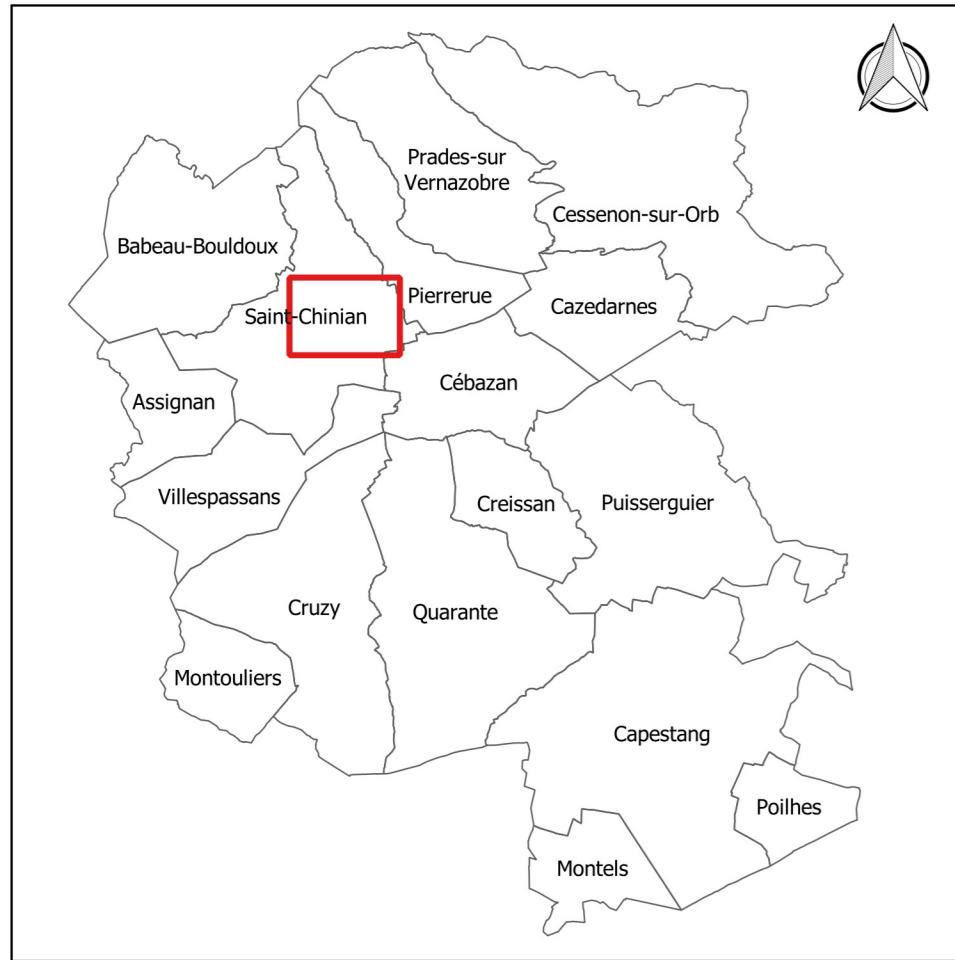 Prades-sur
Vernazobre
Cessenon-sur-Orb
Babeau-Bouldoux
Pierrerue
Cazedarnes
Saint-Chinian
Cébazan
Assignan
Villespassans
Creissan
Puisserguier
Cruzy
Quarante
Montouliers
Capestang
Poilhes
Montels